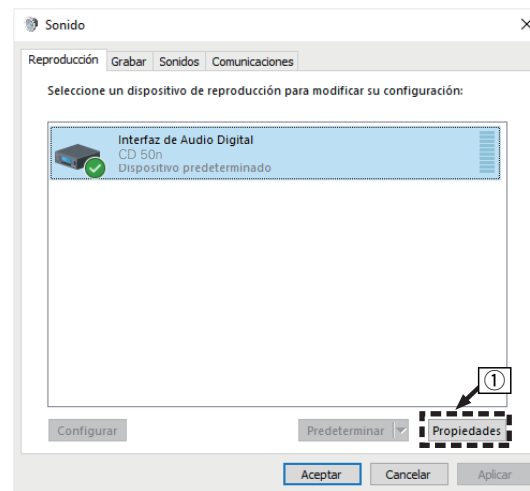 Sonido
Reproducción Grabar Sonidos Comunicaciones
Seleccione un dispositivo de reproducción para modificar su configuración:
Interfaz de Audio Digital
CD 50n
Dispositivo predeterminado
①
Configurar Predeterminar Propiedades
Aceptar Cancelar Aplicar